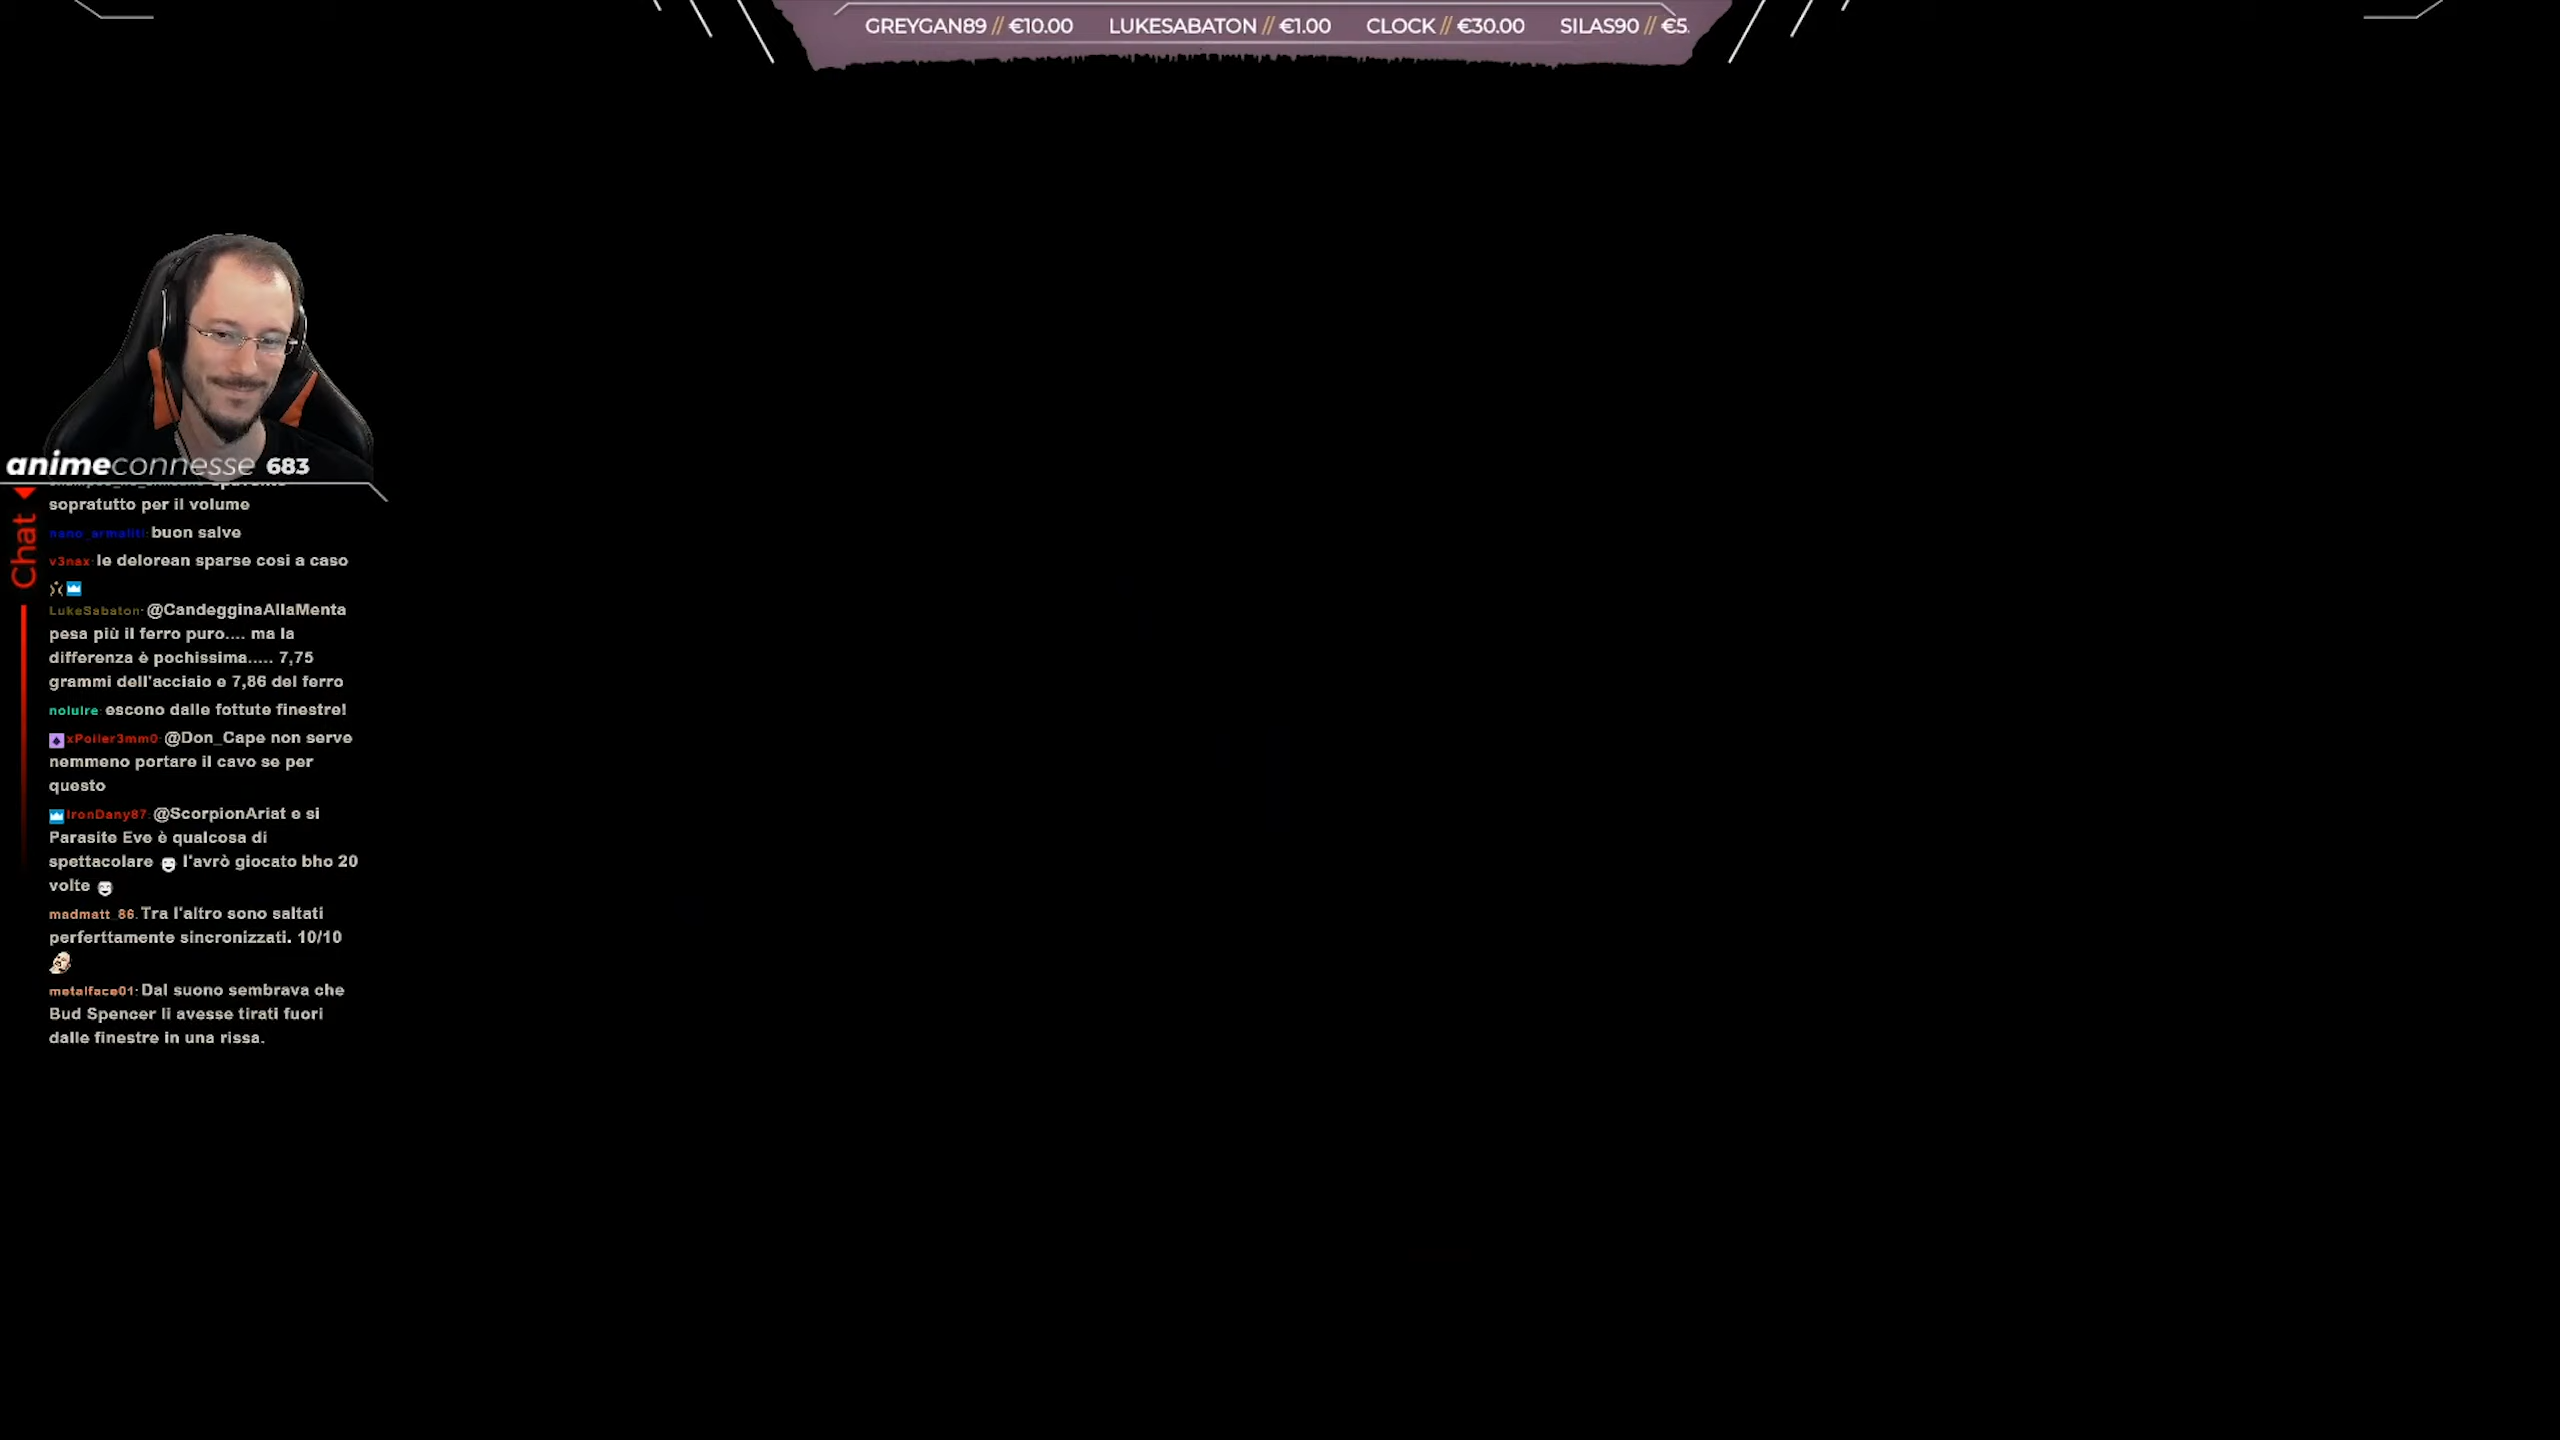 GREYGAN89 // €10.00 LUKESABATON // €1.00 CLOCK // €30.00 SILAS90 // €5.
animeconnesse 683
Chat
sopratutto per il volume
nano_armaliti: buon salve
v3nax: le delorean sparse cosi a caso
LukeSabaton: @CandegginaAllaMenta
pesa più il ferro puro.... ma la
differenza è pochissima..... 7,75
grammi dell'acciaio e 7,86 del ferro
noluire: escono dalle fottute finestre!
xPoller3mm0: @Don_Cape non serve
nemmeno portare il cavo se per
questo
IronDany87: @ScorpionAriat e si
Parasite Eve è qualcosa di
spettacolare l'avrò giocato bho 20
volte
madmatt_86: Tra l'altro sono saltati
perferttamente sincronizzati. 10/10
metalface01: Dal suono sembrava che
Bud Spencer li avesse tirati fuori
dalle finestre in una rissa.